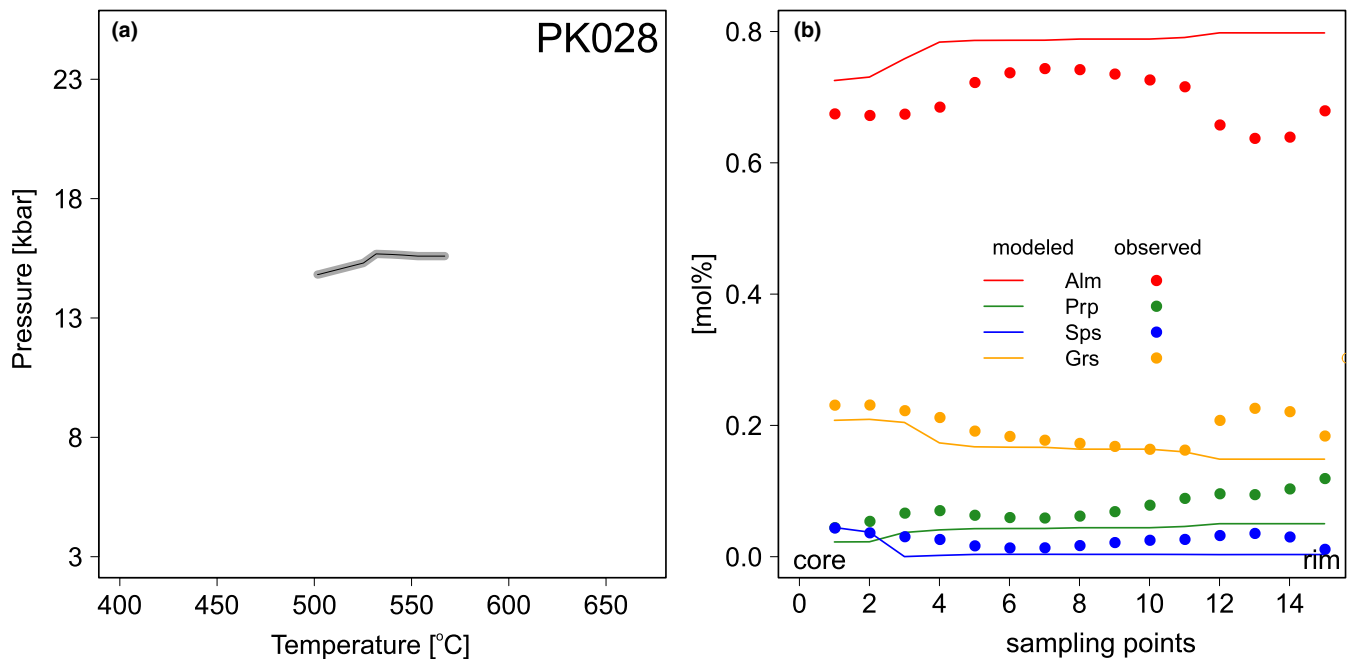 (a)
PK028
23
18
13
8
3
Pressure [kbar]
400 450 500 550 600 650
Temperature [°C]
(b)
0.8
0.6
0.4
0.2
0.0
[mol%]
modeled observed
Alm
Prp
Sps
Grs
core rim
0 2 4 6 8 10 12 14
sampling points